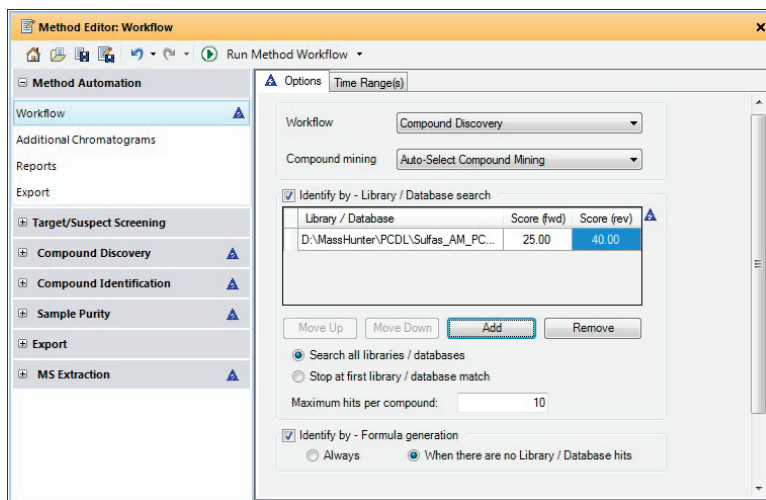 Method Editor: Workflow
Run Method Workflow
Method Automation
Workflow
Additional Chromatograms
Reports
Export
Target/Suspect Screening
Compound Discovery
Compound Identification
Sample Purity
Export
MS Extraction
Options Time Range(s)
Workflow Compound Discovery
Compound mining Auto-Select Compound Mining
Identify by - Library / Database search
Library / Database Score (fwd) Score (rev)
D:\MassHunter\PCDL\Sulfas_AM_PC... 25.00 40.00
Move Up Move Down Add Remove
Search all libraries / databases
Stop at first library / database match
Maximum hits per compound: 10
Identify by - Formula generation
Always When there are no Library / Database hits